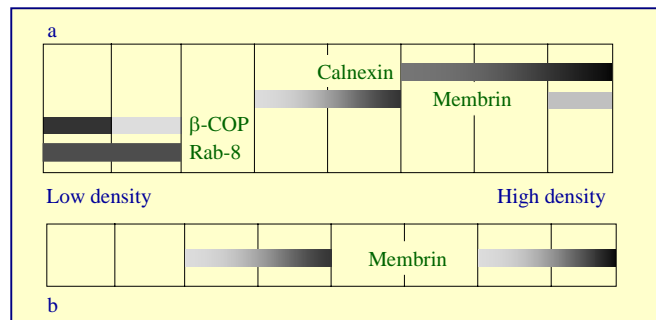 a
Calnexin
Membrin
β-COP
Rab-8
Low density High density
Membrin
b